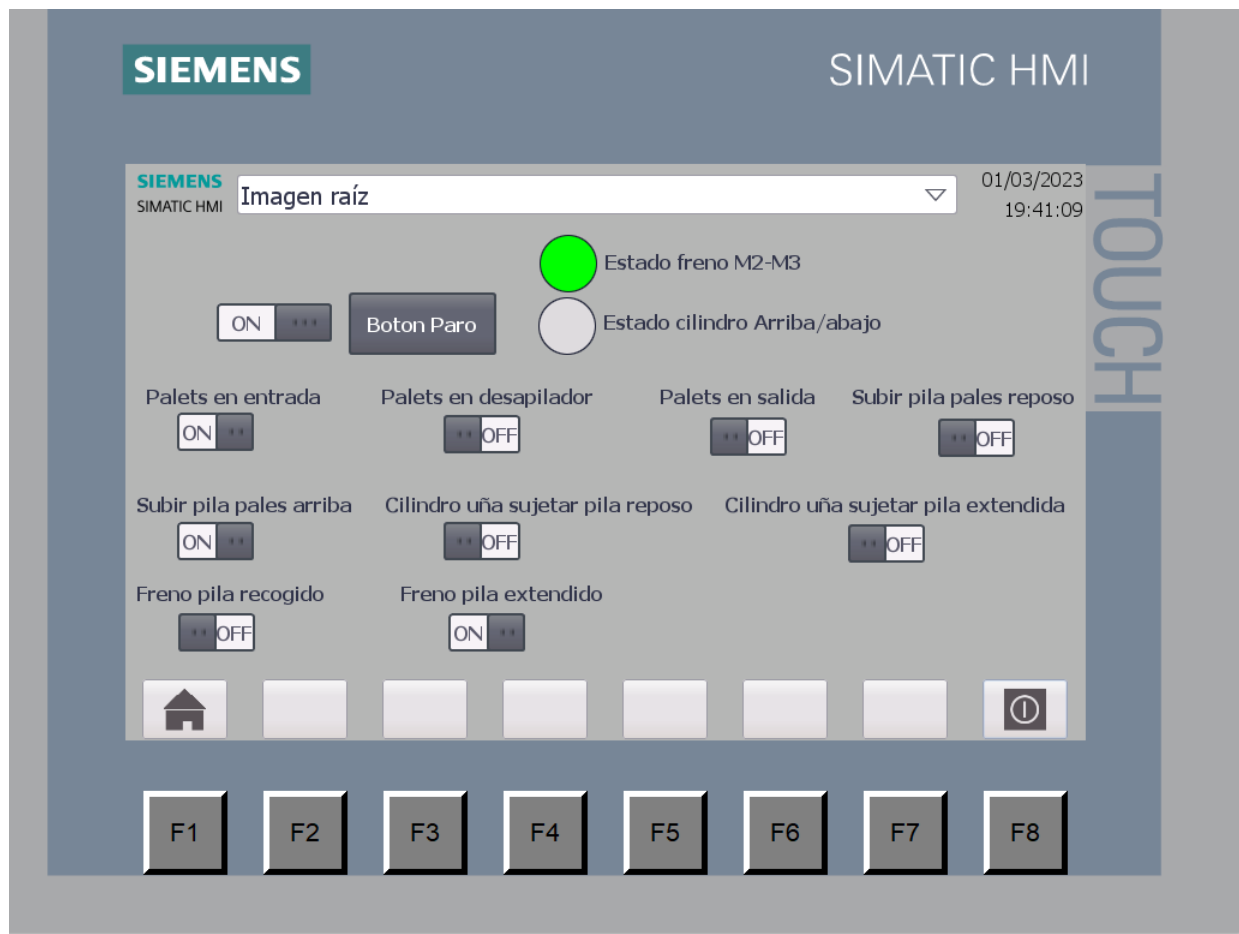 SIEMENS
SIMATIC HMI
TOUCH
SIEMENS
SIMATIC HMI
Imagen raíz
01/03/2023
19:41:09
Estado freno M2-M3
ON
Boton Paro
Estado cilindro Arriba/abajo
Palets en entrada
Palets en desapilador
Palets en salida
Subir pila pales reposo
ON
OFF
OFF
OFF
Subir pila pales arriba
Cilindro uña sujetar pila reposo
Cilindro uña sujetar pila extendida
ON
OFF
OFF
Freno pila recogido
Freno pila extendido
OFF
ON
F1
F2
F3
F4
F5
F6
F7
F8